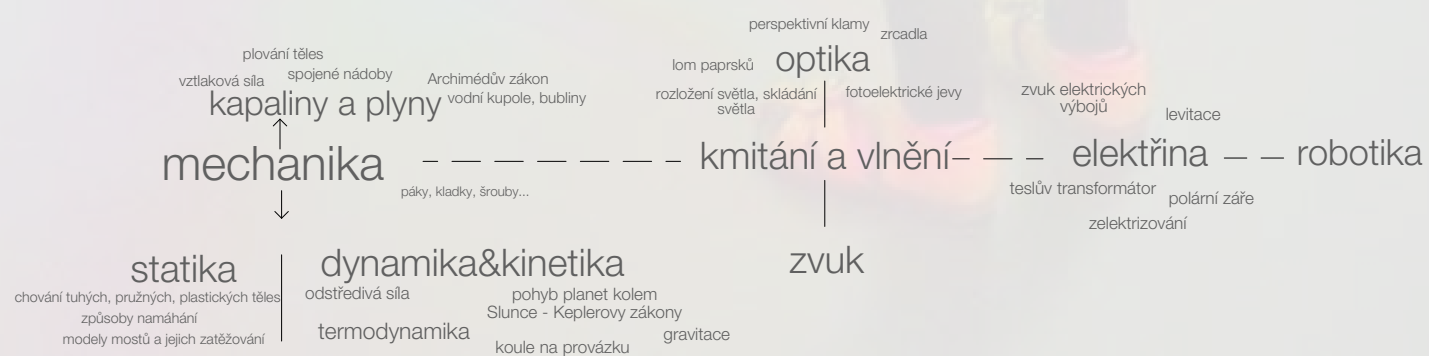 plování těles
vztlaková síla
spojené nádoby
Archimédův zákon
vodní kupole, bubliny
kapaliny a plyny
mechanika
páky, kladky, šrouby...
statika
chování tuhých, pružných, plastických těles
způsoby namáhání
modely mostů a jejich zatěžování
dynamika&kinetika
odstředivá síla
pohyb planet kolem
Slunce - Keplerovy zákony
termodynamika
gravitace
koule na provázku
perspektivní klamy
zrcadla
optika
lom paprsků
rozložení světla, skládání
světla
fotoelektrické jevy
kmitání a vlnění
zvuk
zvuk elektrických
výbojů
levitace
elektřina
teslův transformátor
polární záře
zelektrizování
robotika